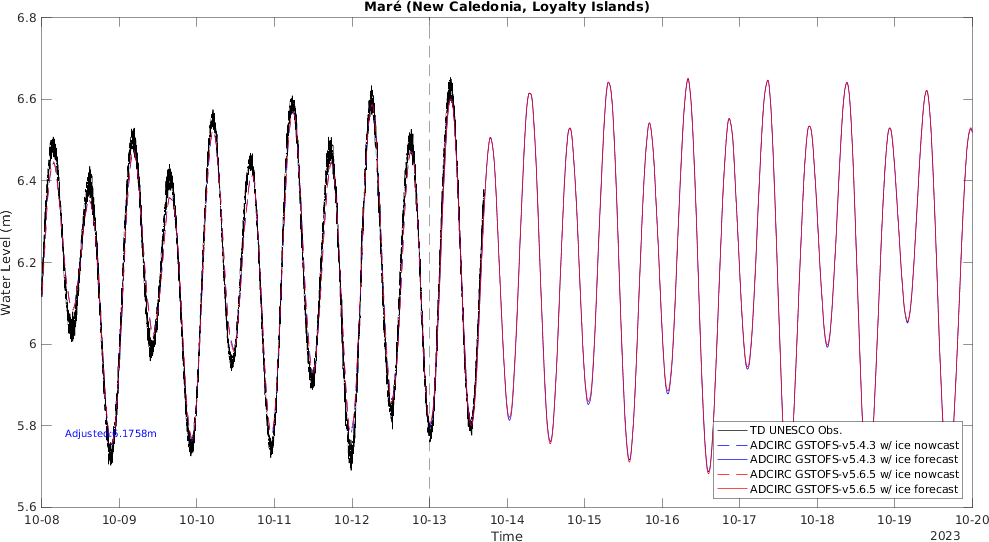 Maré (New Caledonia, Loyalty Islands)
6.8
6.6
6.4
6.2
6
5.8
5.6
Water Level (m)
Adjusted:6.1758m
TD UNESCO Obs.
ADCIRC GSTOFS-v5.4.3 w/ ice nowcast
ADCIRC GSTOFS-v5.4.3 w/ ice forecast
ADCIRC GSTOFS-v5.6.5 w/ ice nowcast
ADCIRC GSTOFS-v5.6.5 w/ ice forecast
10-08 10-09 10-10 10-11 10-12 10-13 10-14 10-15 10-16 10-17 10-18 10-19 10-20
Time
2023